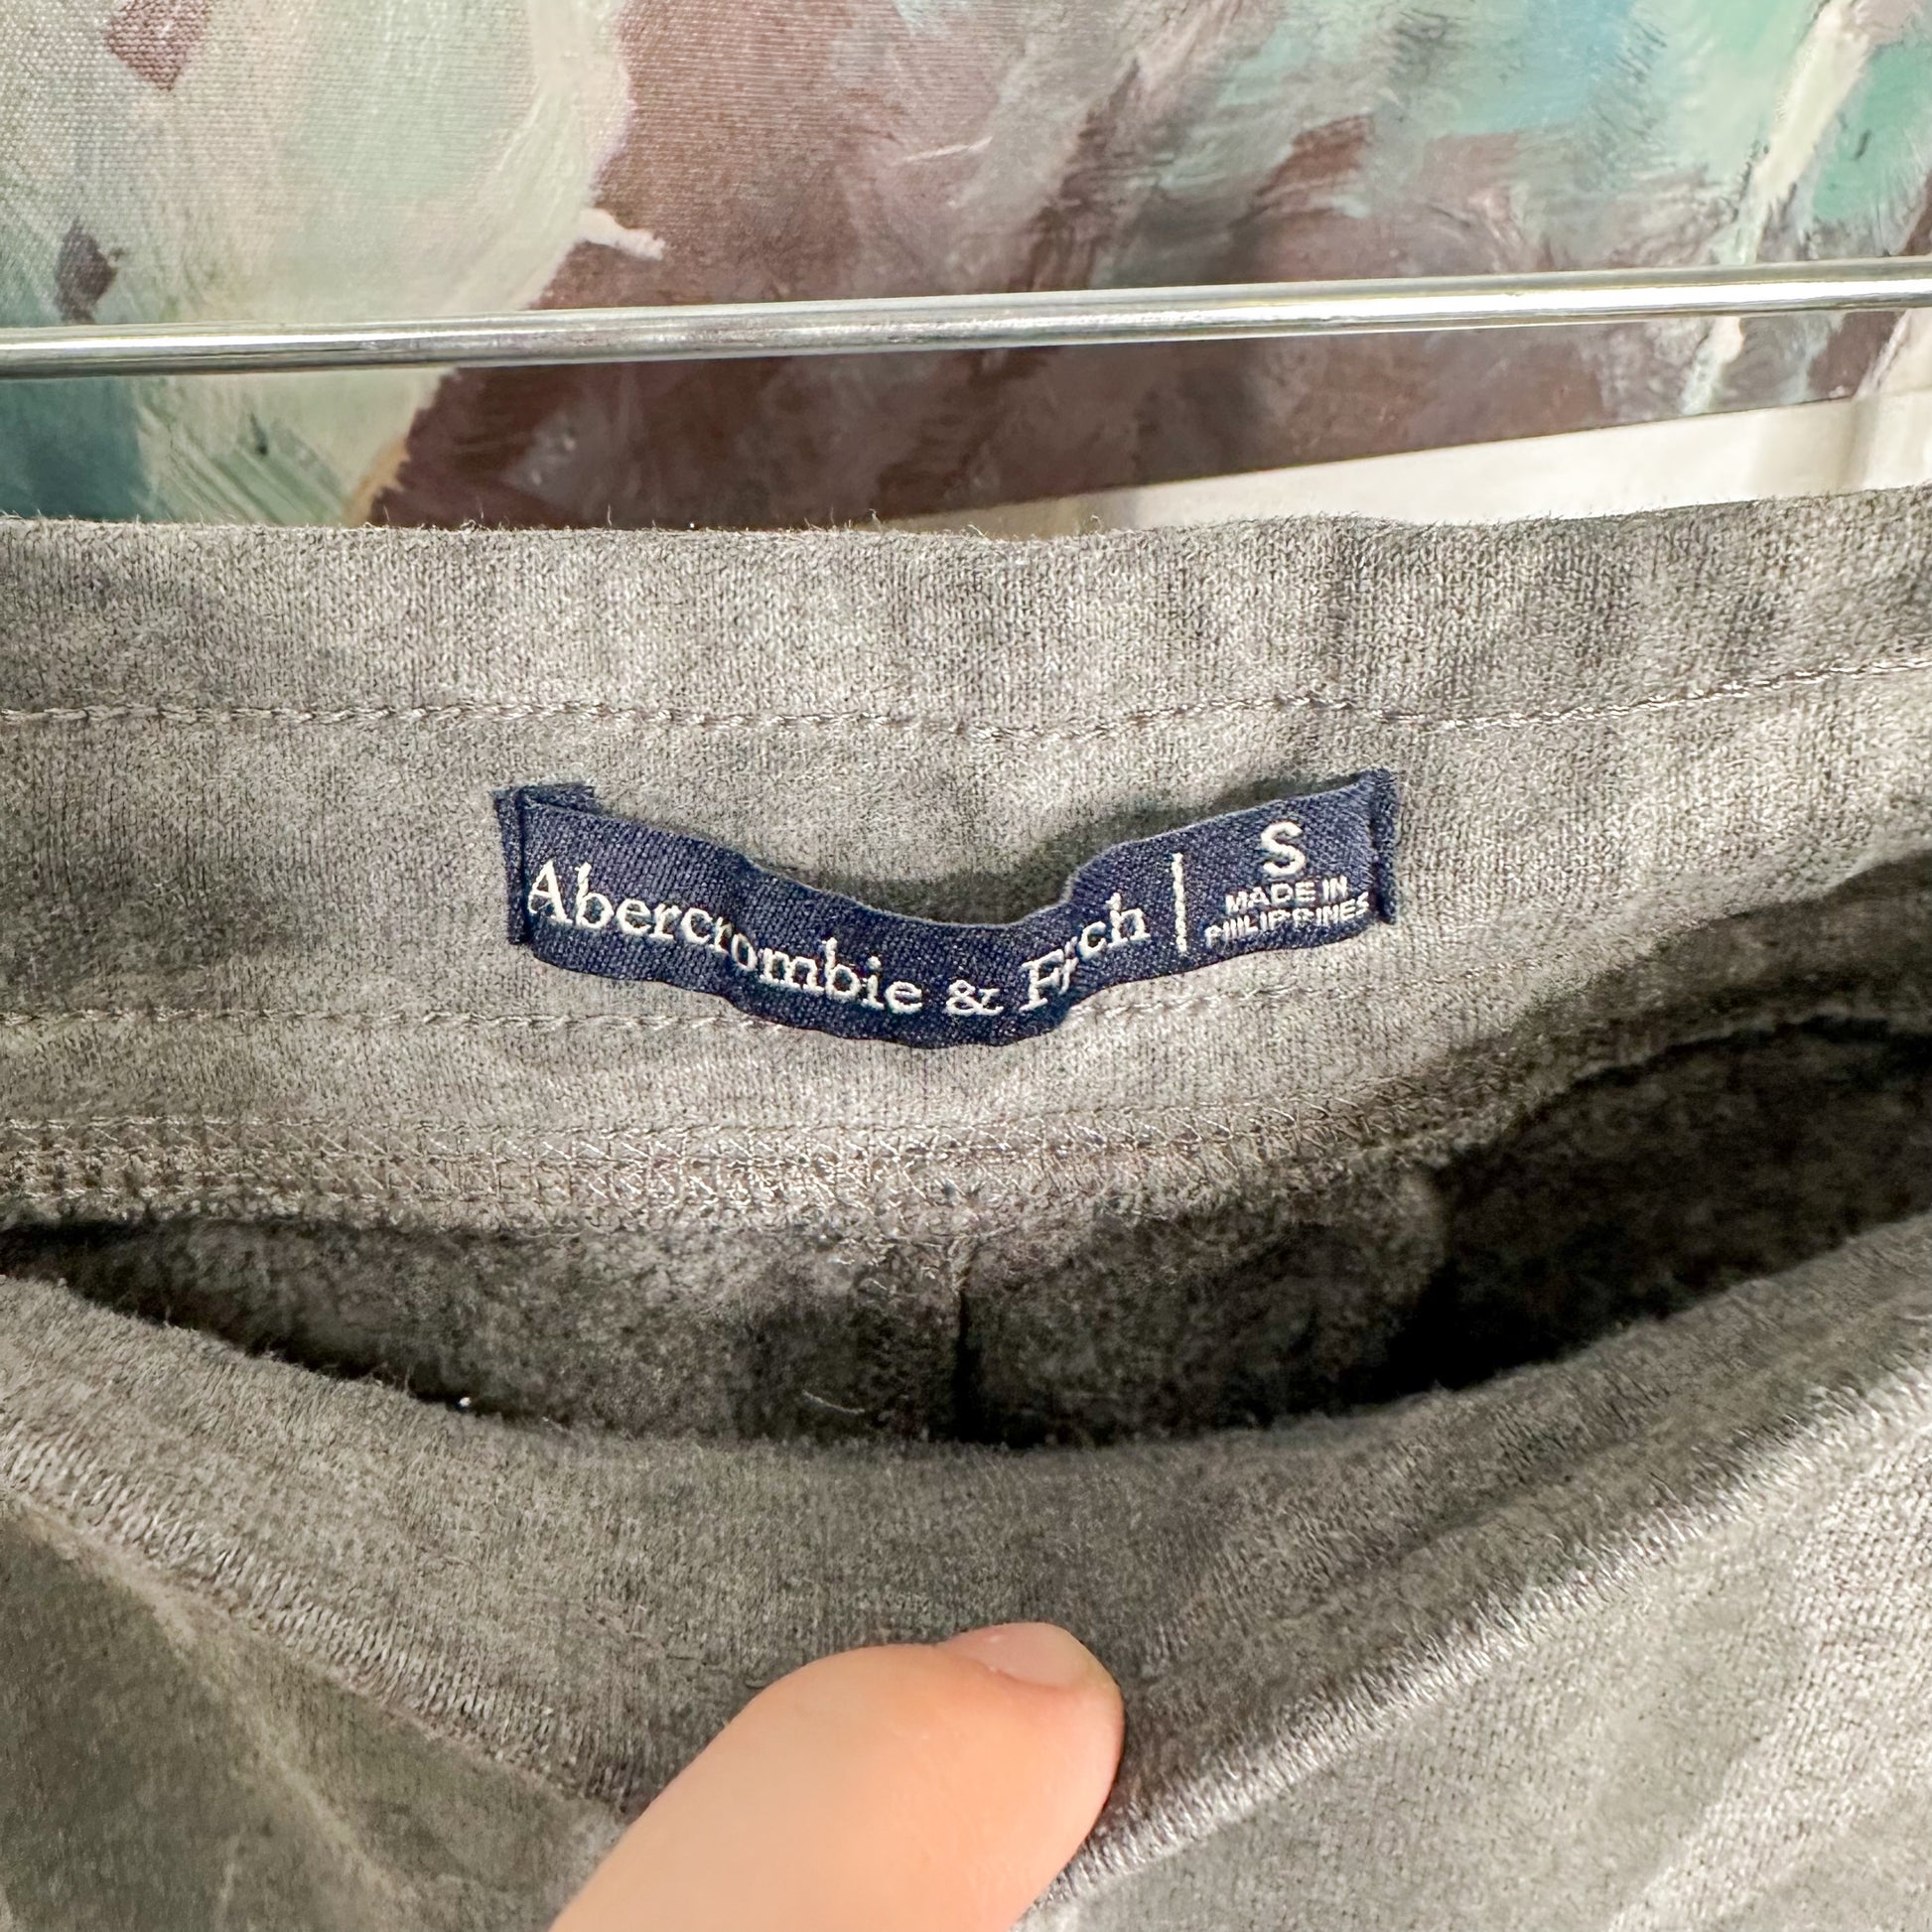 Abercrombie & Fitch | S
MADE IN
PHILIPPINES